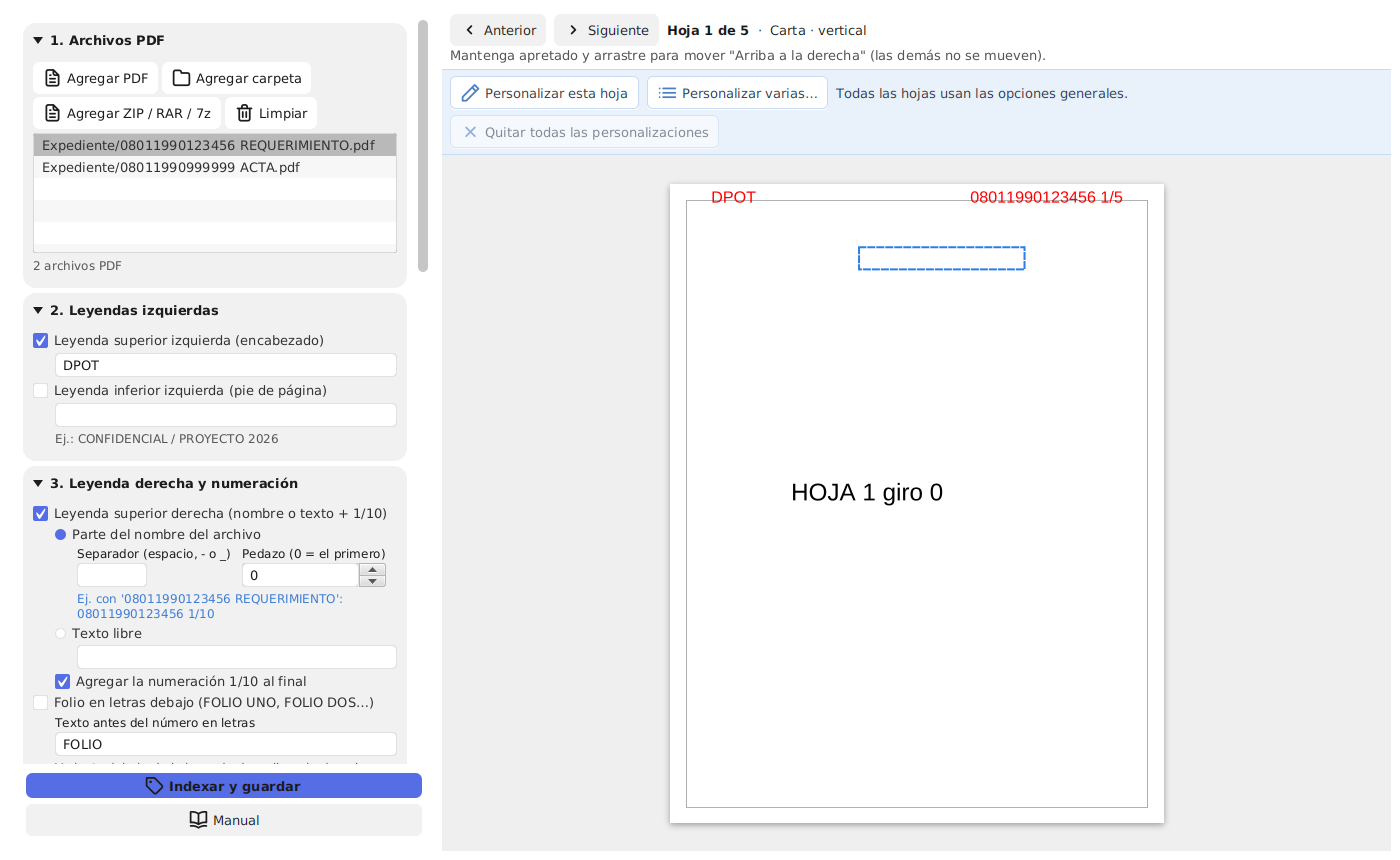 1. Archivos PDF
Agregar PDF
Agregar carpeta
Agregar ZIP / RAR / 7z
Limpiar
Expediente/08011990123456 REQUERIMIENTO.pdf
Expediente/08011990999999 ACTA.pdf
2 archivos PDF
2. Leyendas izquierdas
Leyenda superior izquierda (encabezado)
DPOT
Leyenda inferior izquierda (pie de página)
Ej.: CONFIDENCIAL / PROYECTO 2026
3. Leyenda derecha y numeración
Leyenda superior derecha (nombre o texto + 1/10)
Parte del nombre del archivo
Separador (espacio, - o _)
Pedazo (0 = el primero)
0
Ej. con '08011990123456 REQUERIMIENTO':
08011990123456 1/10
Texto libre
Agregar la numeración 1/10 al final
Folio en letras debajo (FOLIO UNO, FOLIO DOS...)
Texto antes del número en letras
FOLIO
Indexar y guardar
Manual
Anterior
Siguiente
Hoja 1 de 5 · Carta · vertical
Mantenga apretado y arrastre para mover "Arriba a la derecha" (las demás no se mueven).
Personalizar esta hoja
Personalizar varias...
Todas las hojas usan las opciones generales.
Quitar todas las personalizaciones
DPOT
08011990123456 1/5
HOJA 1 giro 0